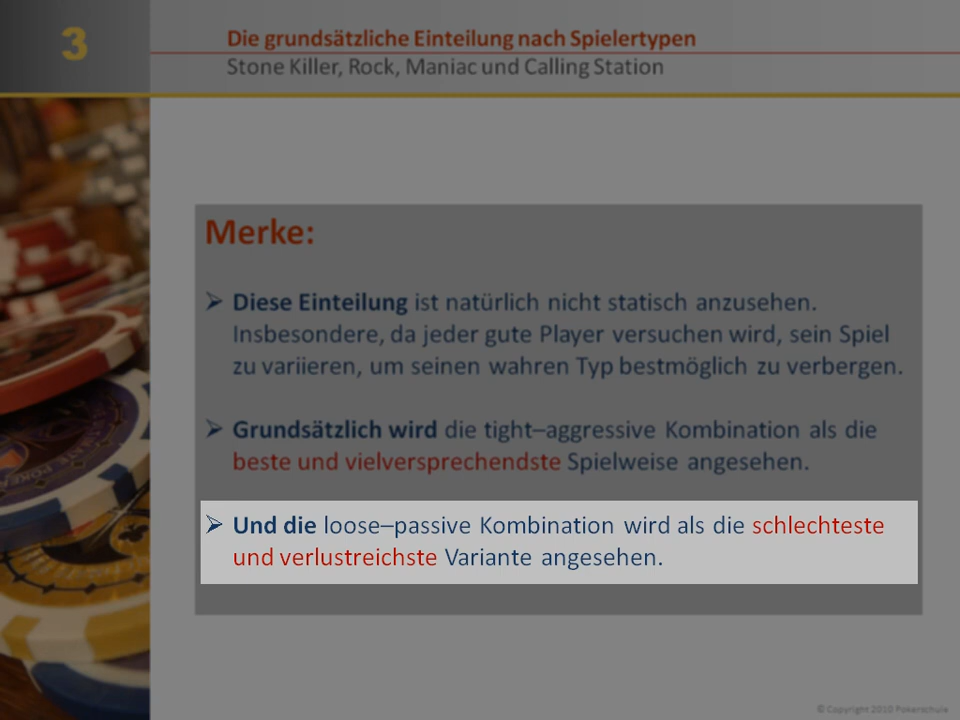 3
Die grundsätzliche Einteilung nach Spielertypen
Stone Killer, Rock, Maniac und Calling Station
Merke:
➢ Diese Einteilung ist natürlich nicht statisch anzusehen.
Insbesondere, da jeder gute Player versuchen wird, sein Spiel
zu variieren, um seinen wahren Typ bestmöglich zu verbergen.
➢ Grundsätzlich wird die tight–aggressive Kombination als die
beste und vielversprechendste Spielweise angesehen.
➢ Und die loose–passive Kombination wird als die schlechteste
und verlustreichste Variante angesehen.
© Copyright 2010 Pokerschule